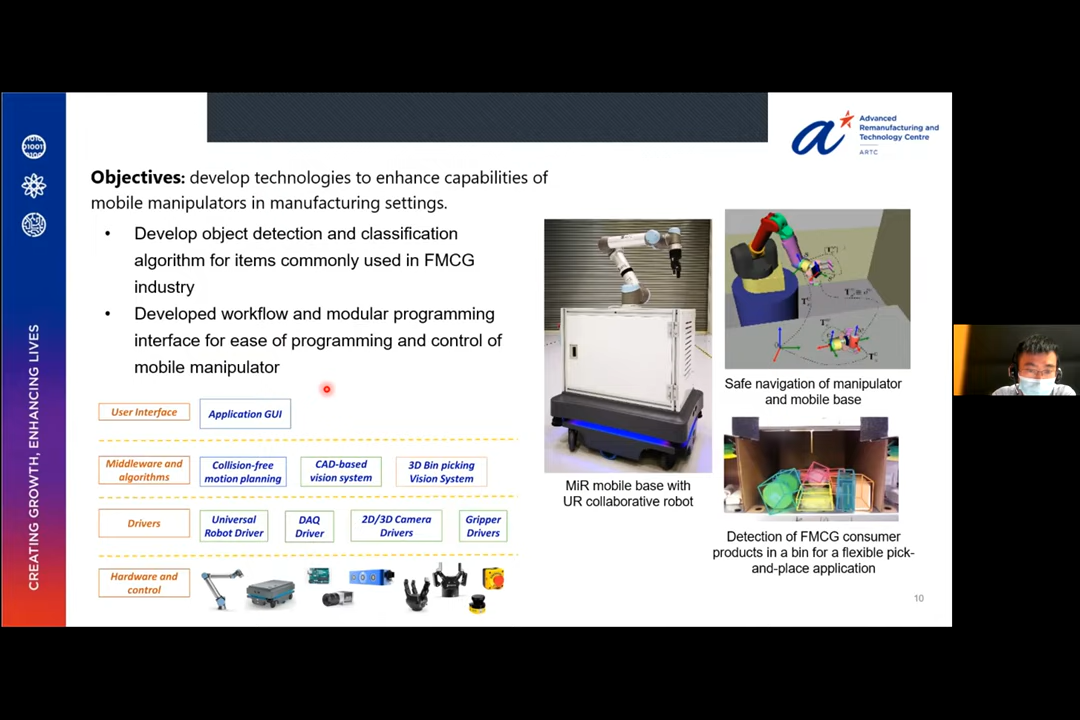 Advanced
Remanufacturing and
Technology Centre
ARTC
Objectives: develop technologies to enhance capabilities of
mobile manipulators in manufacturing settings.
• Develop object detection and classification
algorithm for items commonly used in FMCG
industry
• Developed workflow and modular programming
interface for ease of programming and control of
mobile manipulator
User Interface
Application GUI
Middleware and
algorithms
Collision-free
motion planning
CAD-based
vision system
3D Bin picking
Vision System
Drivers
Universal
Robot Driver
DAQ
Driver
2D/3D Camera
Drivers
Gripper
Drivers
Hardware and
control
MiR mobile base with
UR collaborative robot
Safe navigation of manipulator
and mobile base
Detection of FMCG consumer
products in a bin for a flexible pick-
and-place application
10
CREATING GROWTH, ENHANCING LIVES